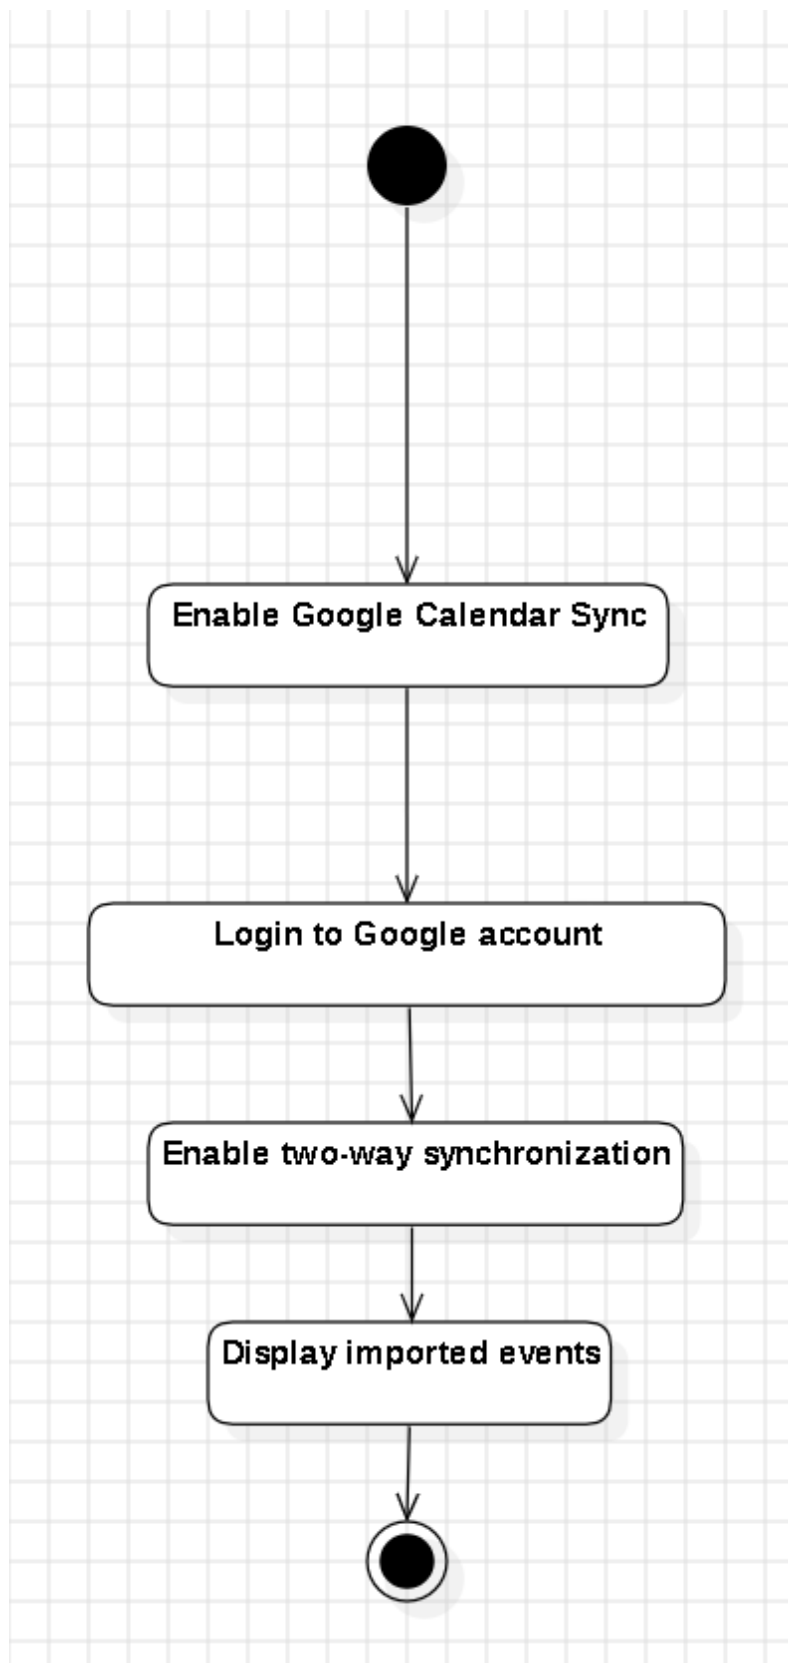 Enable Google Calendar Sync
Login to Google account
Enable two-way synchronization
Display imported events